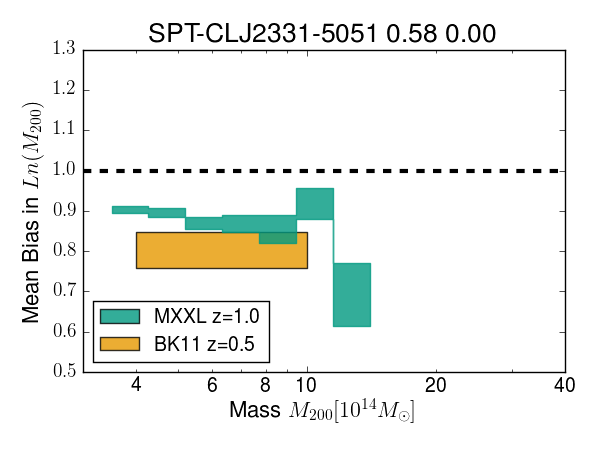 SPT-CLJ2331-5051 0.58 0.00
1.3
1.2
1.1
1.0
0.9
0.8
0.7
0.6
0.5
Mean Bias in Ln(M200)
MXXL z=1.0
BK11 z=0.5
4 6 8 10 20 40
Mass M200[10^14 M⊙]